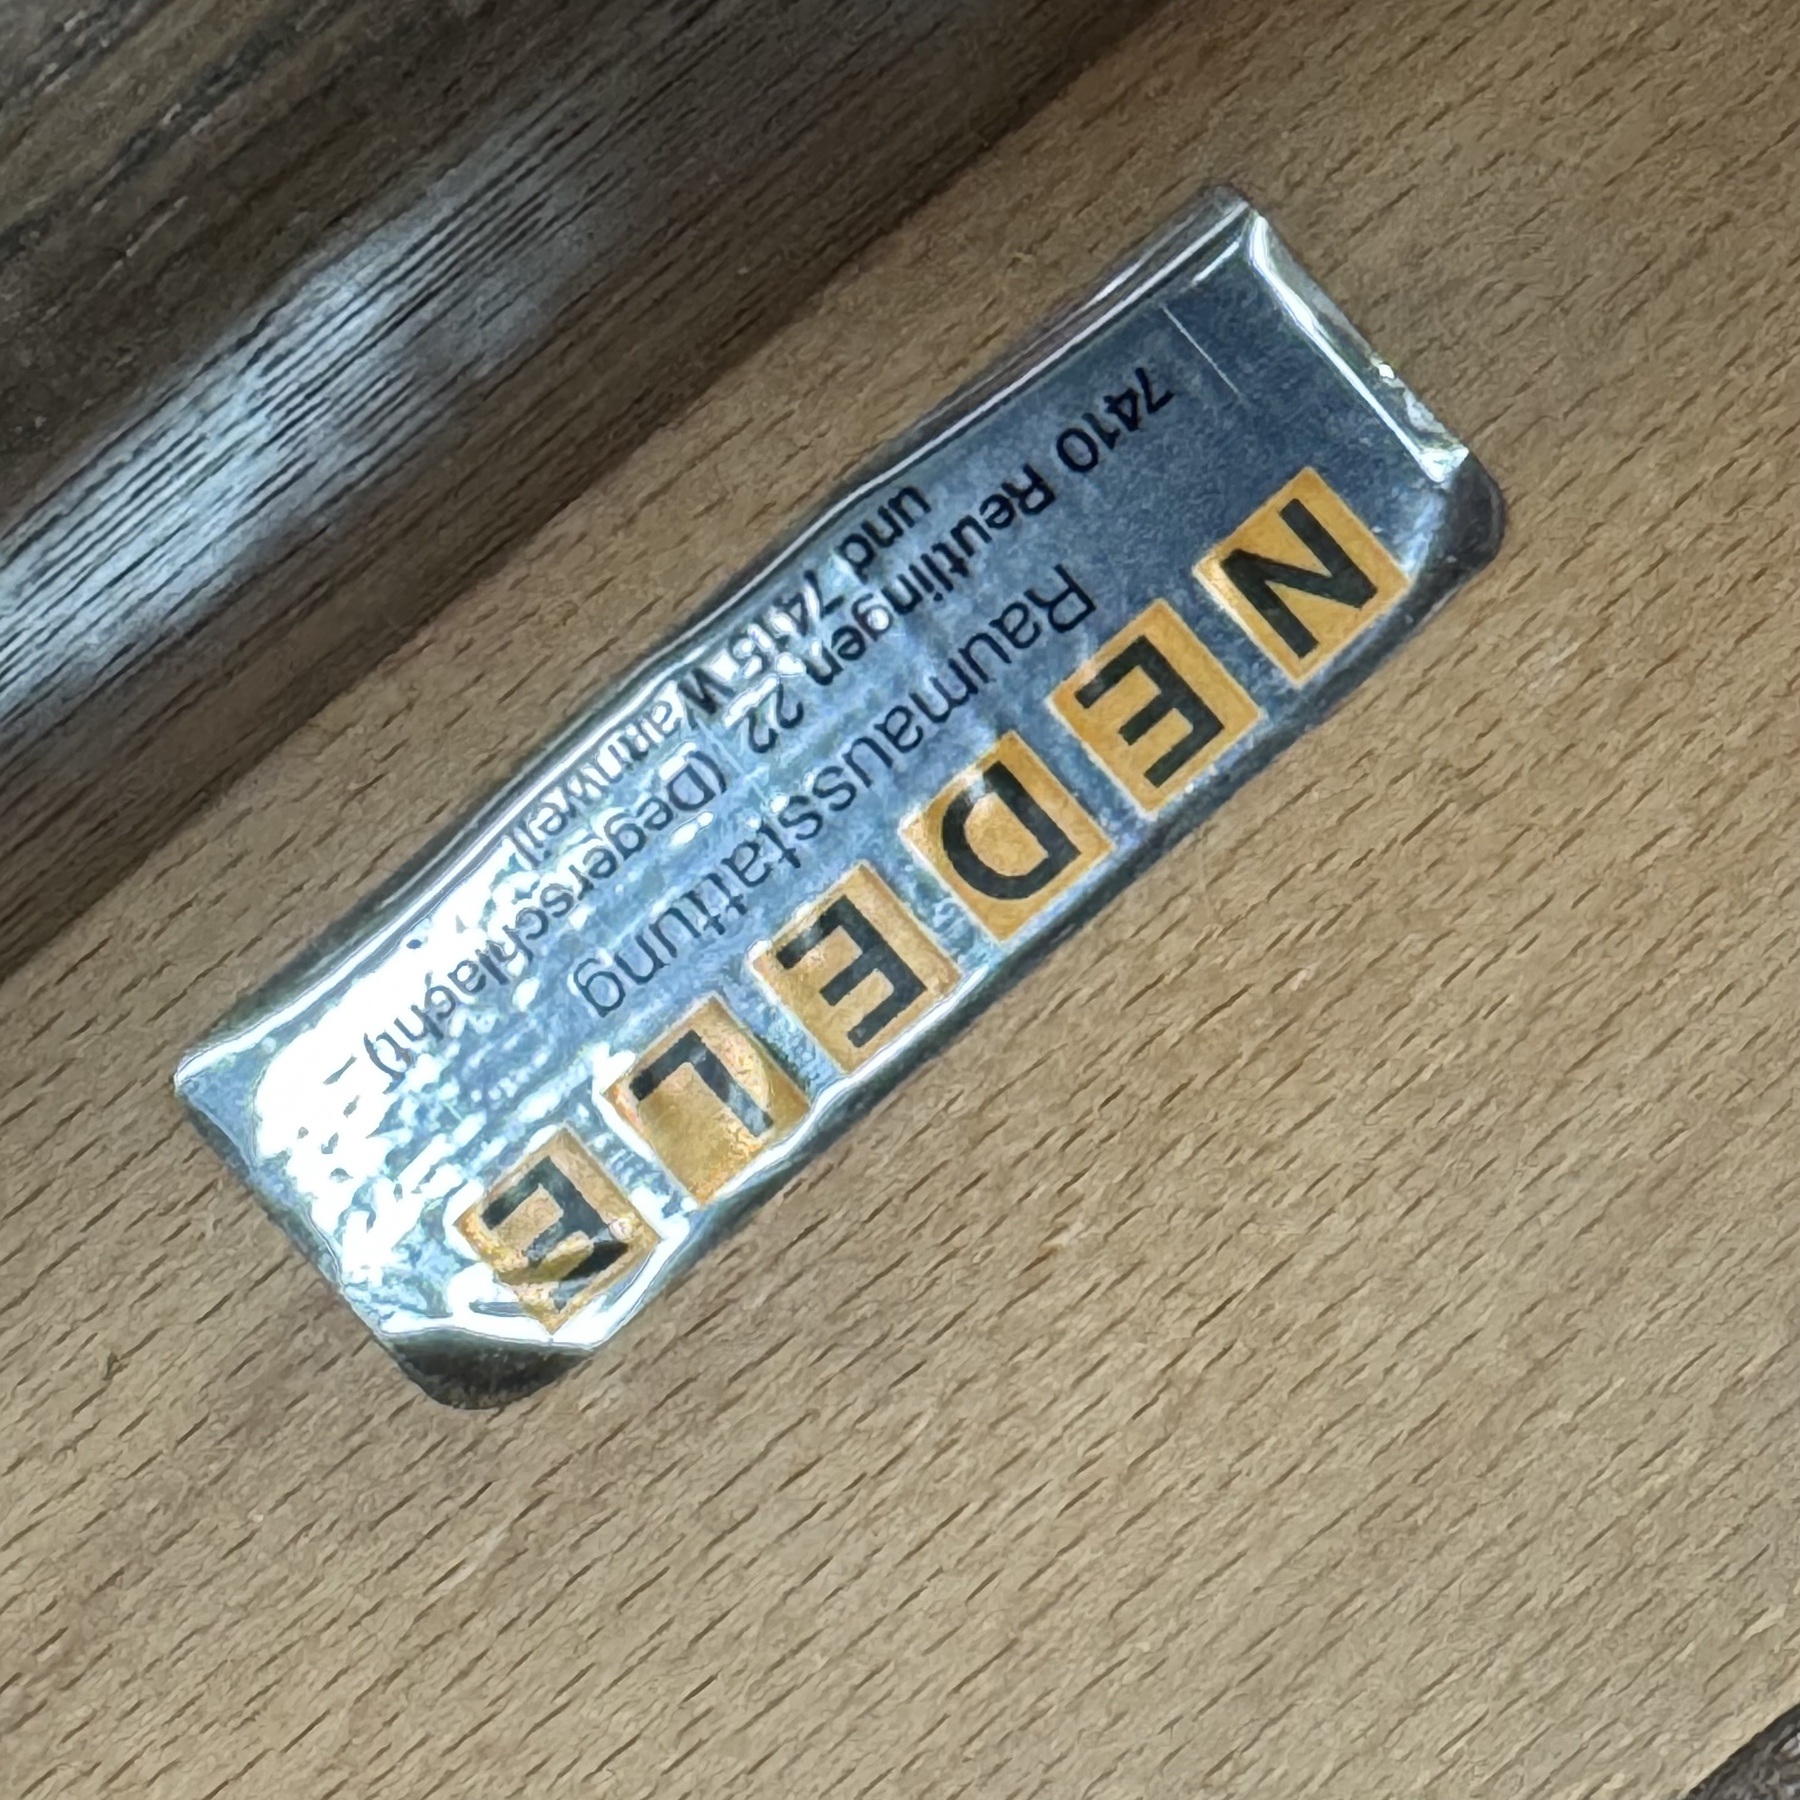 NEDELE
Raumausstattung
7410 Reutlingen 22 (Degerschlacht)
und 7415 Wannweil